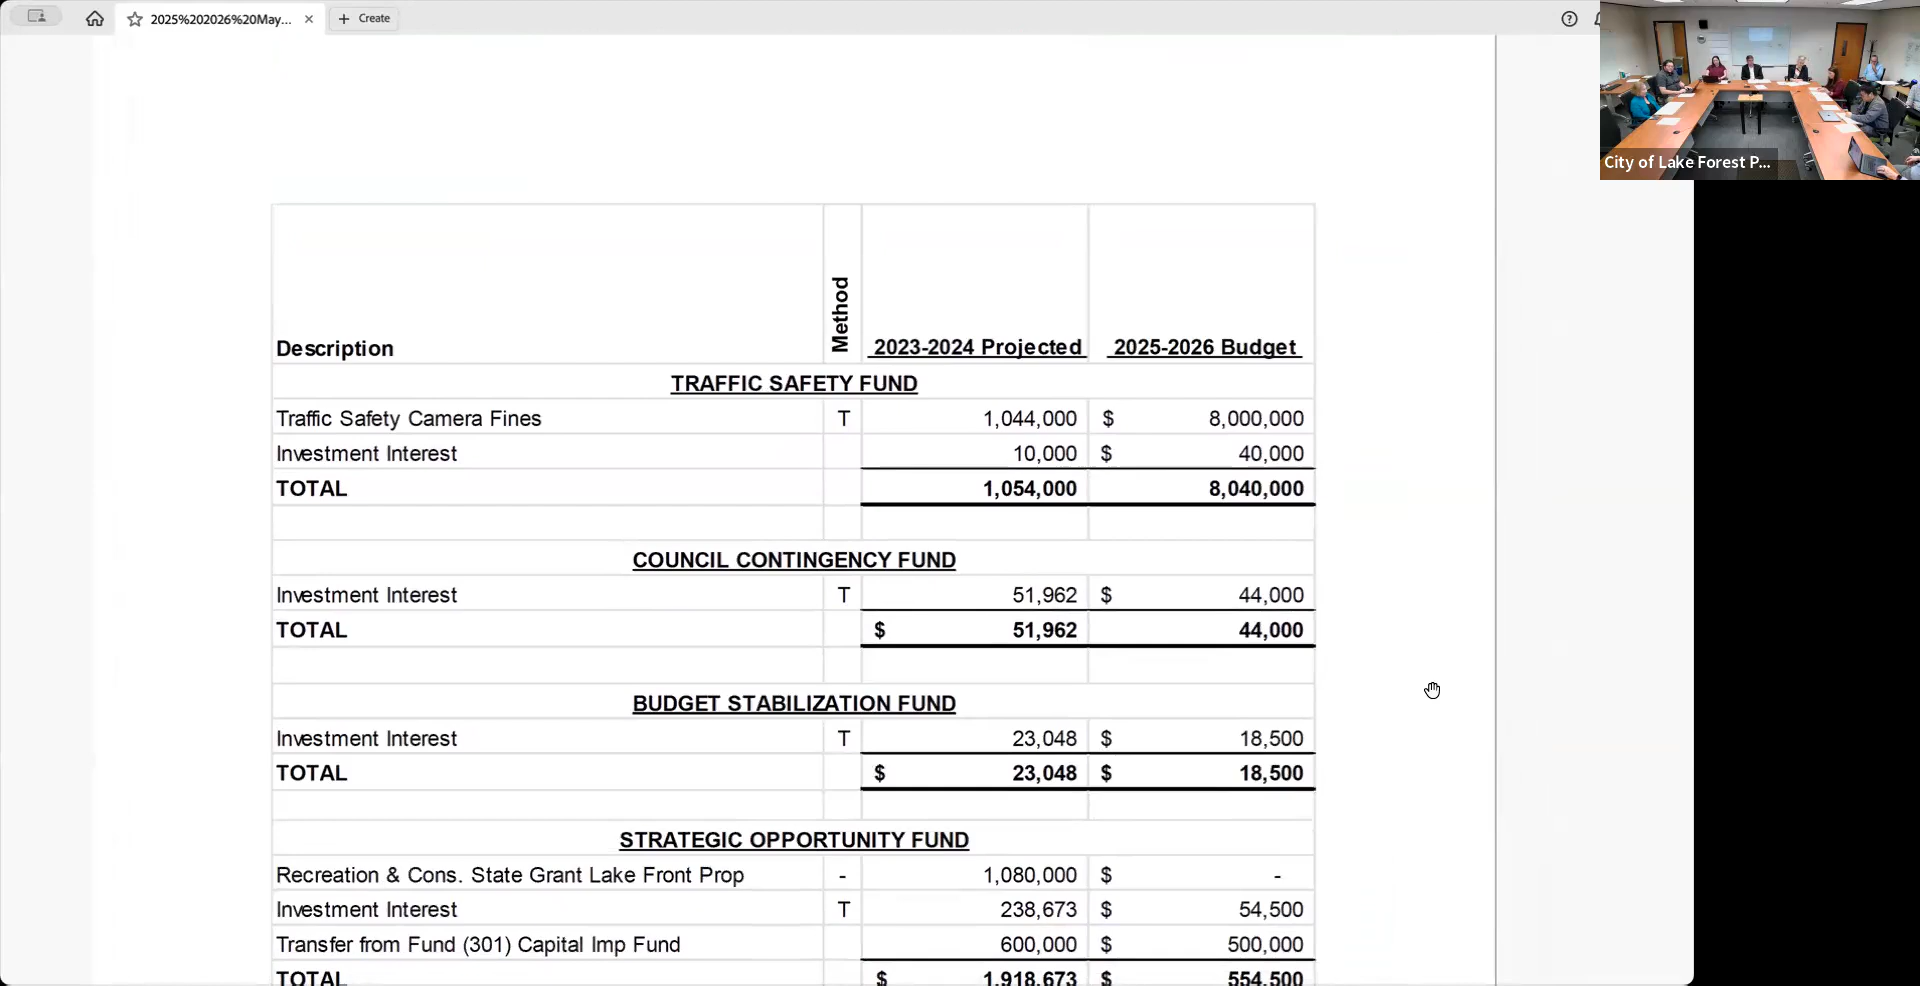 2025%202026%20May...
Create
City of Lake Forest P...
Description Method 2023-2024 Projected 2025-2026 Budget
TRAFFIC SAFETY FUND
Traffic Safety Camera Fines T 1,044,000 $ 8,000,000
Investment Interest 10,000 $ 40,000
TOTAL 1,054,000 8,040,000
COUNCIL CONTINGENCY FUND
Investment Interest T 51,962 $ 44,000
TOTAL $ 51,962 44,000
BUDGET STABILIZATION FUND
Investment Interest T 23,048 $ 18,500
TOTAL $ 23,048 $ 18,500
STRATEGIC OPPORTUNITY FUND
Recreation & Cons. State Grant Lake Front Prop - 1,080,000 $ -
Investment Interest T 238,673 $ 54,500
Transfer from Fund (301) Capital Imp Fund 600,000 $ 500,000
TOTAL $ 1,918,673 $ 554,500